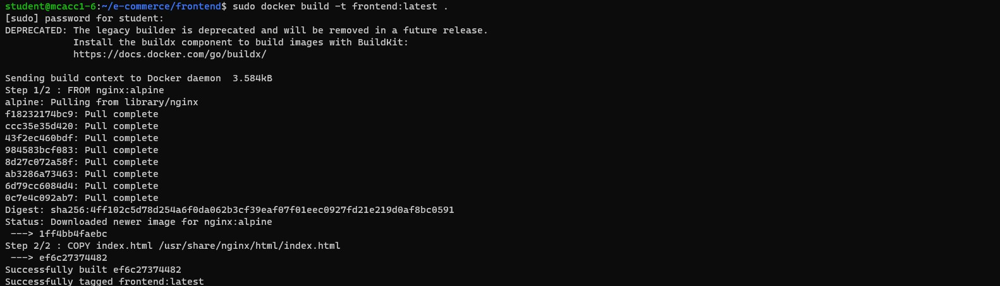 student@mcacc1-6:~/e-commerce/frontend$ sudo docker build -t frontend:latest .
[sudo] password for student:
DEPRECATED: The legacy builder is deprecated and will be removed in a future release.
Install the buildx component to build images with BuildKit:
https://docs.docker.com/go/buildx/
Sending build context to Docker daemon  3.584kB
Step 1/2 : FROM nginx:alpine
alpine: Pulling from library/nginx
f18232174bc9: Pull complete
ccc35e35d420: Pull complete
43f2ec460bdf: Pull complete
984583bcf083: Pull complete
8d27c072a58f: Pull complete
ab3286a73463: Pull complete
6d79cc6084d4: Pull complete
0c7e4c092ab7: Pull complete
Digest: sha256:4ff102c5d78d254a6f0da062b3cf39eaf07f01eec0927fd21e219d0af8bc0591
Status: Downloaded newer image for nginx:alpine
---> 1ff4bb4faebc
Step 2/2 : COPY index.html /usr/share/nginx/html/index.html
---> ef6c27374482
Successfully built ef6c27374482
Successfully tagged frontend:latest